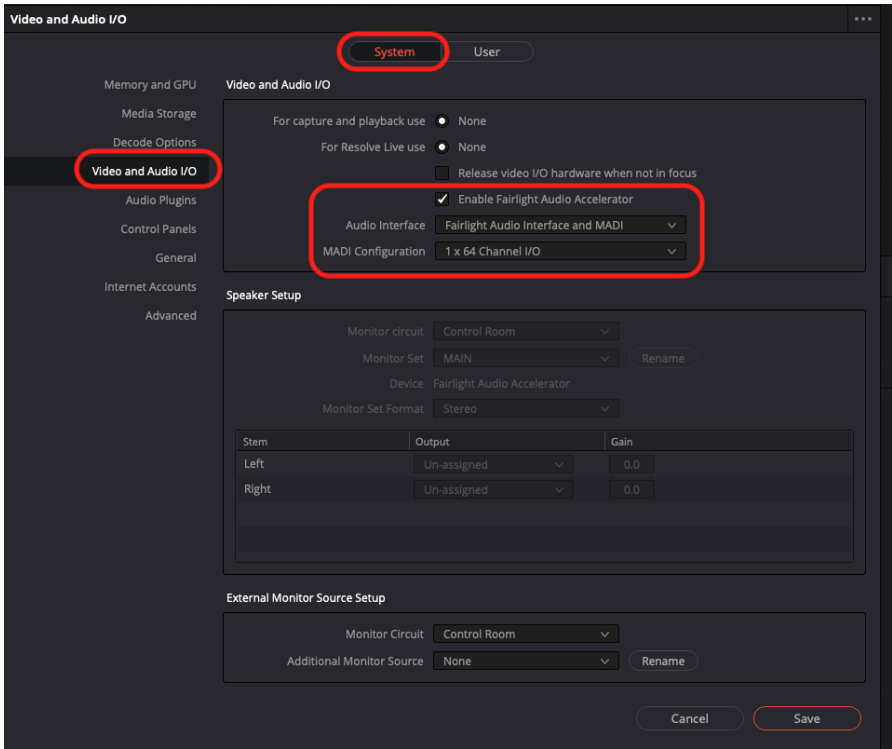 Video and Audio I/O
System User
Memory and GPU
Media Storage
Decode Options
Video and Audio I/O
Audio Plugins
Control Panels
General
Internet Accounts
Advanced
Video and Audio I/O
For capture and playback use None
For Resolve Live use None
Release video I/O hardware when not in focus
Enable Fairlight Audio Accelerator
Audio Interface Fairlight Audio Interface and MADI
MADI Configuration 1 x 64 Channel I/O
Speaker Setup
Monitor circuit Control Room
Monitor Set MAIN Rename
Device Fairlight Audio Accelerator
Monitor Set Format Stereo
Stem Output Gain
Left Un-assigned 0.0
Right Un-assigned 0.0
External Monitor Source Setup
Monitor Circuit Control Room
Additional Monitor Source None Rename
Cancel Save